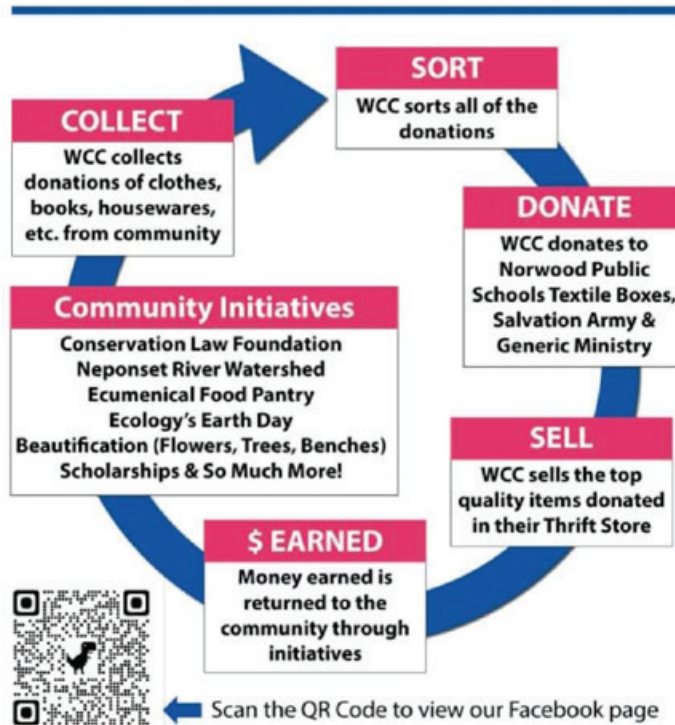 COLLECT
WCC collects
donations of clothes,
books, housewares,
etc. from community
SORT
WCC sorts all of the
donations
DONATE
WCC donates to
Norwood Public
Schools Textile Boxes,
Salvation Army &
Generic Ministry
SELL
WCC sells the top
quality items donated
in their Thrift Store
$ EARNED
Money earned is
returned to the
community through
initiatives
Community Initiatives
Conservation Law Foundation
Neponset River Watershed
Ecumenical Food Pantry
Ecology's Earth Day
Beautification (Flowers, Trees, Benches)
Scholarships & So Much More!
Scan the QR Code to view our Facebook page